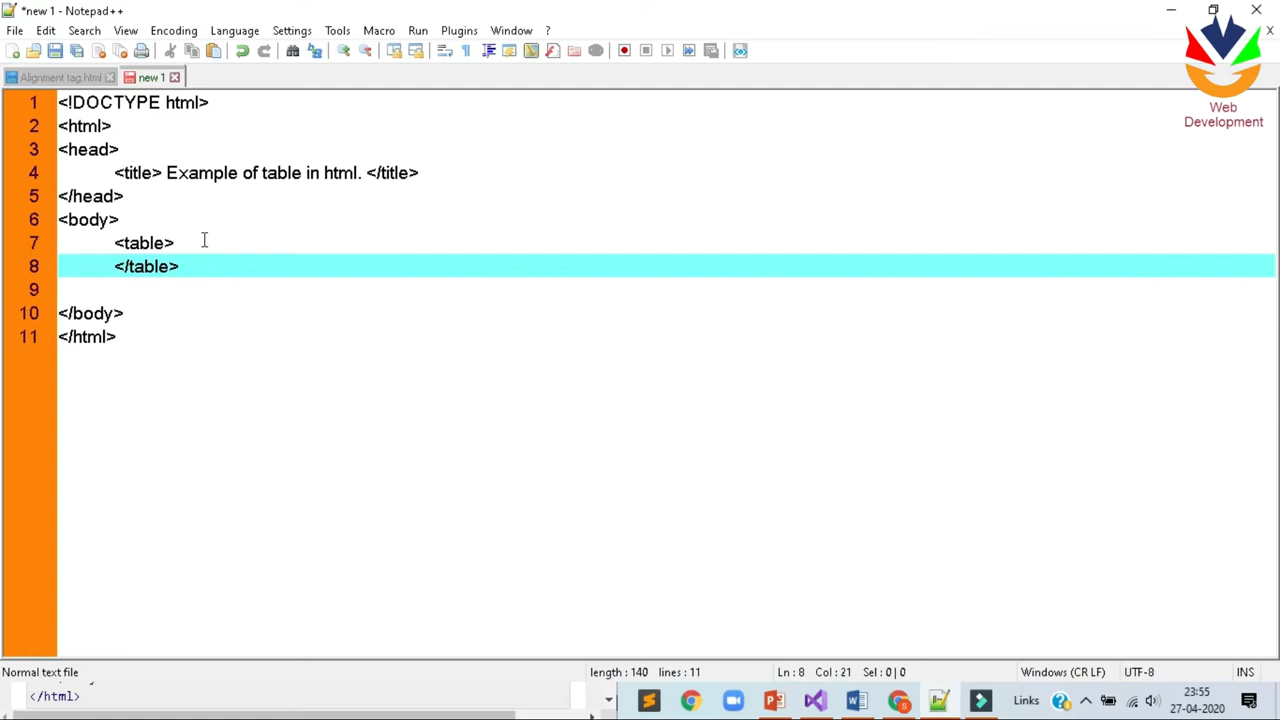 *new 1 - Notepad++
File Edit Search View Encoding Language Settings Tools Macro Run Plugins Window ? X
Alignment tag.html new 1
Web
Development
1 <!DOCTYPE html>
2 <html>
3 <head>
4 <title> Example of table in html. </title>
5 </head>
6 <body>
7 <table>
8 </table>
9
10 </body>
11 </html>
Normal text file length : 140 lines : 11 Ln : 8 Col : 21 Sel : 0 | 0 Windows (CR LF) UTF-8 INS
</html>
Links 23:55
27-04-2020